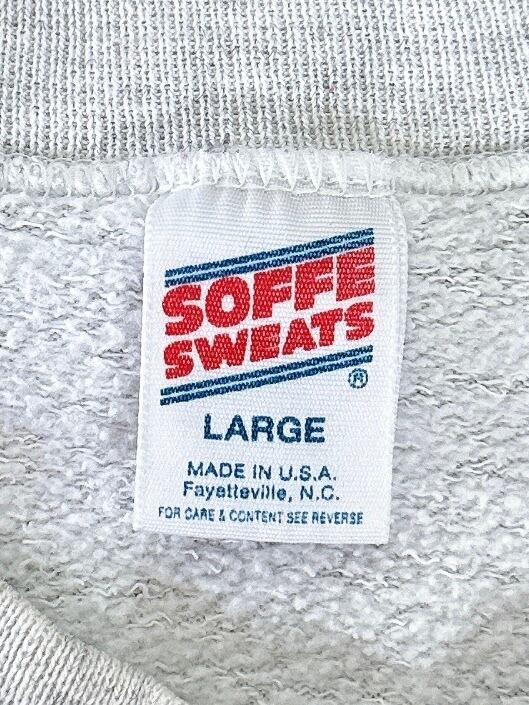 SOFFE
SWEATS
®
LARGE
MADE IN U.S.A.
Fayetteville, N.C.
FOR CARE & CONTENT SEE REVERSE